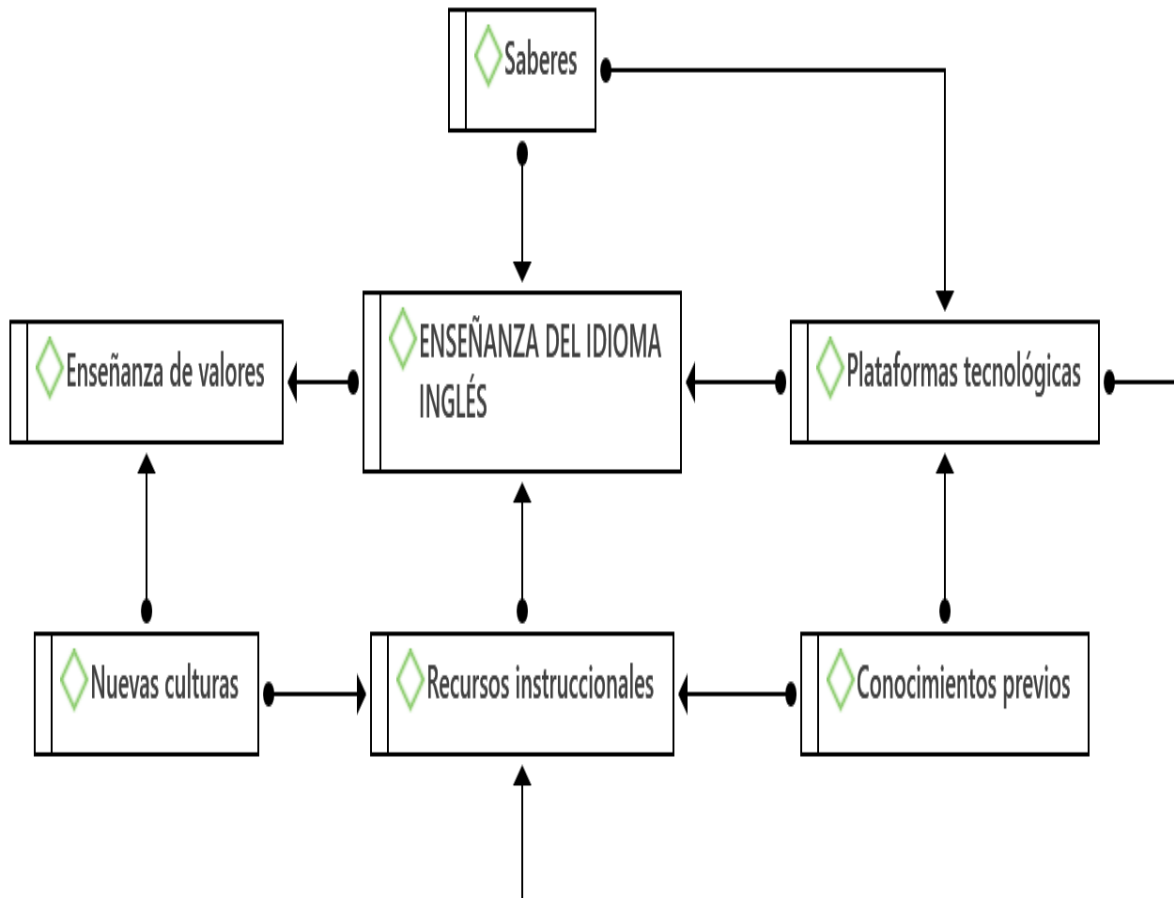 Saberes
Enseñanza de valores
ENSEÑANZA DEL IDIOMA
INGLÉS
Plataformas tecnológicas
Nuevas culturas
Recursos instruccionales
Conocimientos previos